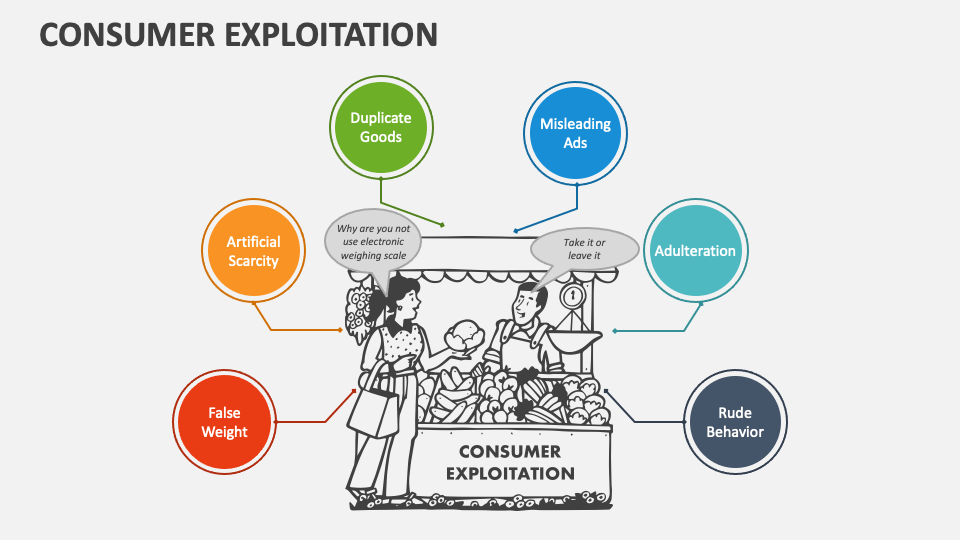 CONSUMER EXPLOITATION
Duplicate
Goods
Misleading
Ads
Artificial
Scarcity
Why are you not
use electronic
weighing scale
Take it or
leave it
Adulteration
False
Weight
Rude
Behavior
CONSUMER
EXPLOITATION